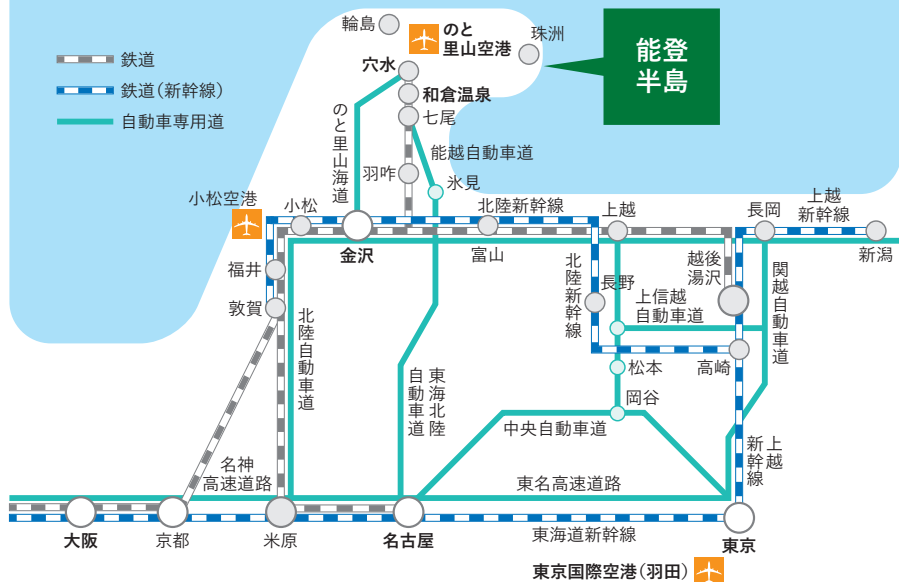 鉄道
鉄道(新幹線)
自動車専用道
輪島
のと
里山空港
珠洲
能登
半島
穴水
和倉温泉
七尾
のと里山海道
能越自動車道
羽咋
氷見
小松空港
小松
北陸新幹線
上越
長岡
上越
新幹線
金沢
富山
新潟
福井
北陸新幹線
長野
越後
湯沢
上信越
自動車道
関越自動車道
敦賀
北陸自動車道
東海北陸
自動車道
松本
高崎
岡谷
中央自動車道
上越
新幹線
名神
高速道路
東名高速道路
大阪
京都
米原
名古屋
東海道新幹線
東京
東京国際空港(羽田)